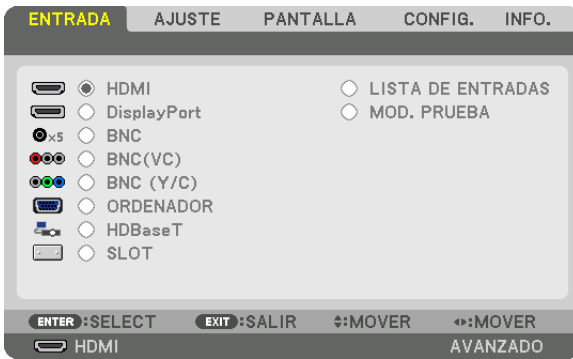 ENTRADA AJUSTE PANTALLA CONFIG. INFO.
HDMI LISTA DE ENTRADAS
DisplayPort MOD. PRUEBA
×5 BNC
BNC(VC)
BNC (Y/C)
ORDENADOR
HDBaseT
SLOT
ENTER :SELECT EXIT :SALIR :MOVER :MOVER
HDMI AVANZADO